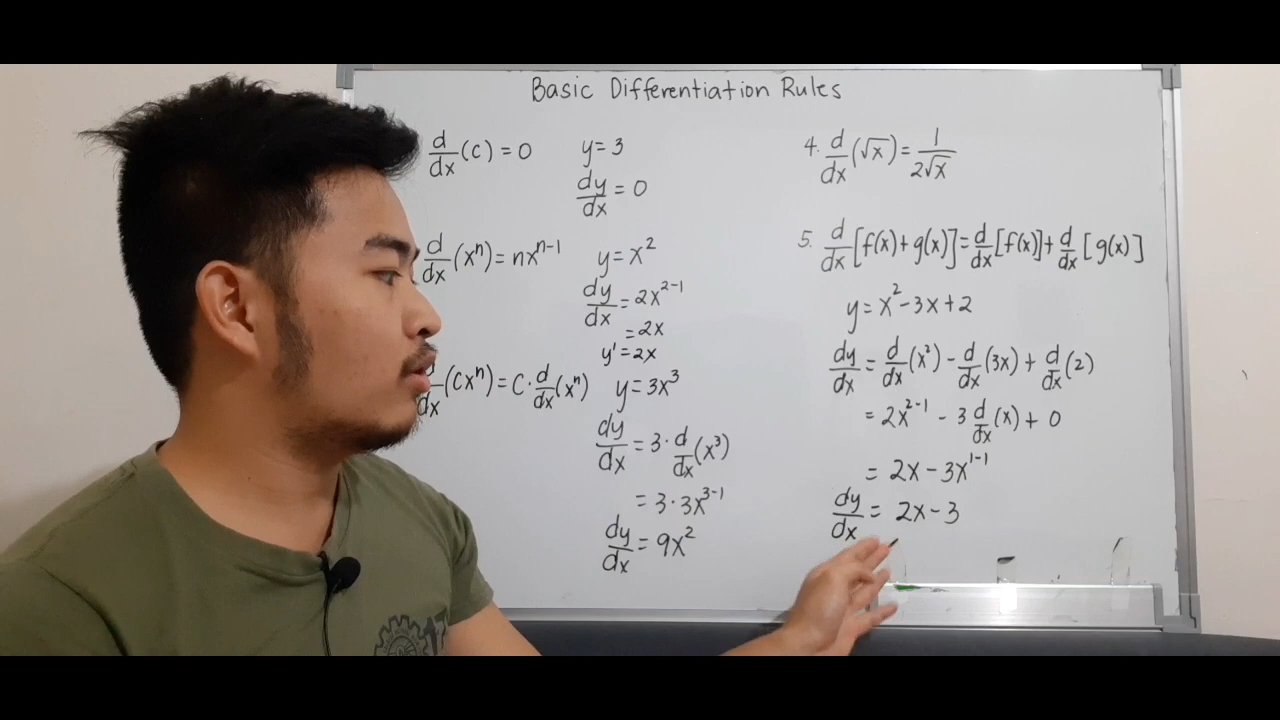 Basic Differentiation Rules
d/dx (c) = 0
y = 3
dy/dx = 0
d/dx (xⁿ) = nxⁿ⁻¹
y = x²
dy/dx = 2x²⁻¹
= 2x
y' = 2x
d/dx (cxⁿ) = c · d/dx (xⁿ)
y = 3x³
dy/dx = 3 · d/dx (x³)
= 3 · 3x³⁻¹
dy/dx = 9x²
4. d/dx (√x) = 1/(2√x)
5. d/dx [f(x) + g(x)] = d/dx [f(x)] + d/dx [g(x)]
y = x² - 3x + 2
dy/dx = d/dx (x²) - d/dx (3x) + d/dx (2)
= 2x²⁻¹ - 3 d/dx (x) + 0
= 2x - 3x¹⁻¹
dy/dx = 2x - 3